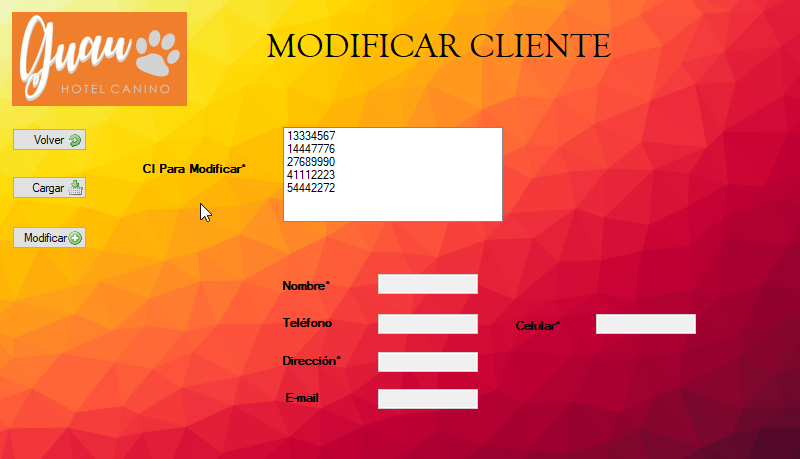 Guau
HOTEL CANINO
MODIFICAR CLIENTE
Volver
Cargar
Modificar
CI Para Modificar*
13334567
14447776
27689990
41112223
54442272
Nombre*
Teléfono
Celular*
Dirección*
E-mail